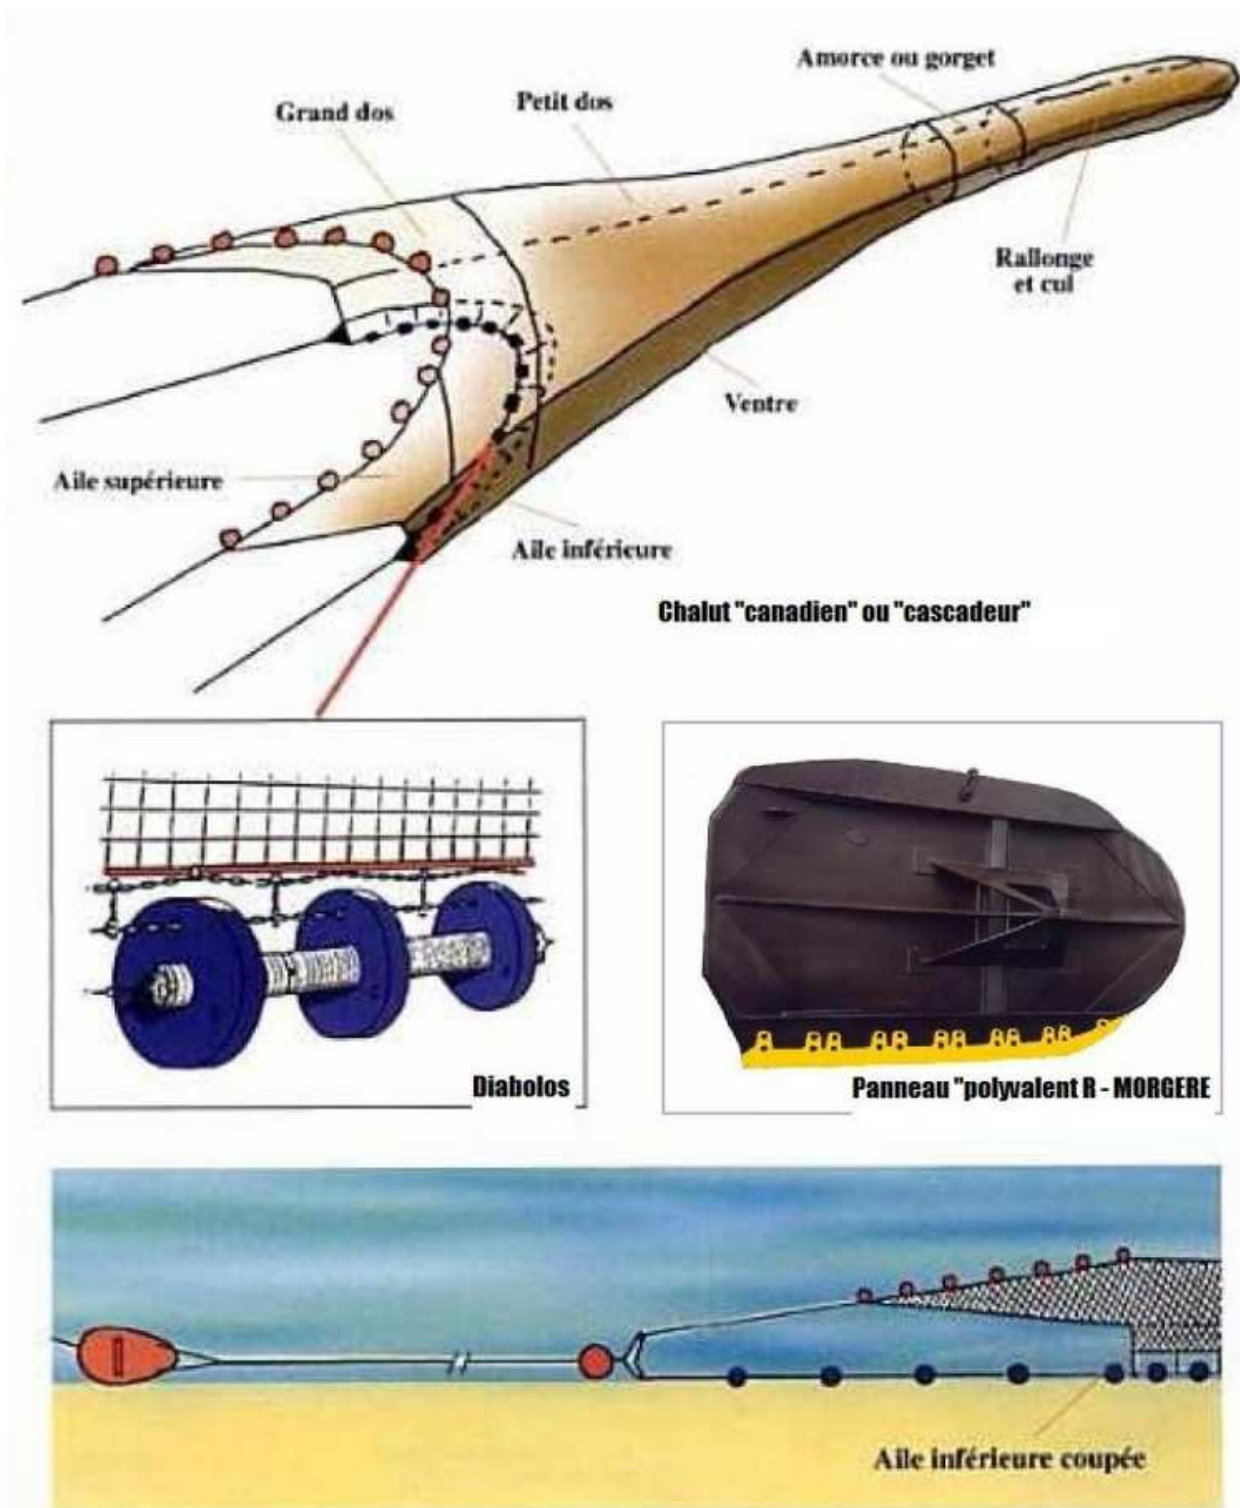 Amorce ou gorget
Petit dos
Grand dos
Rallonge
et cul
Ventre
Aile supérieure
Aile inférieure
Chalut "canadien" ou "cascadeur"
Diabolos
Panneau "polyvalent R - MORGERE
Aile inférieure coupée